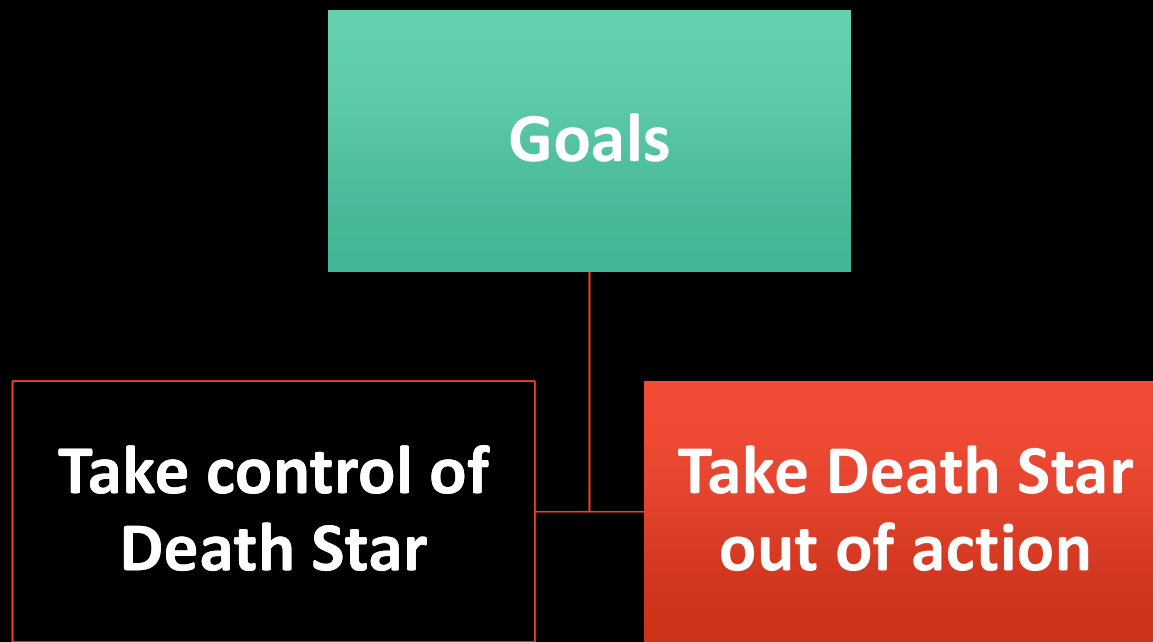 Goals
Take control of
Death Star
Take Death Star
out of action